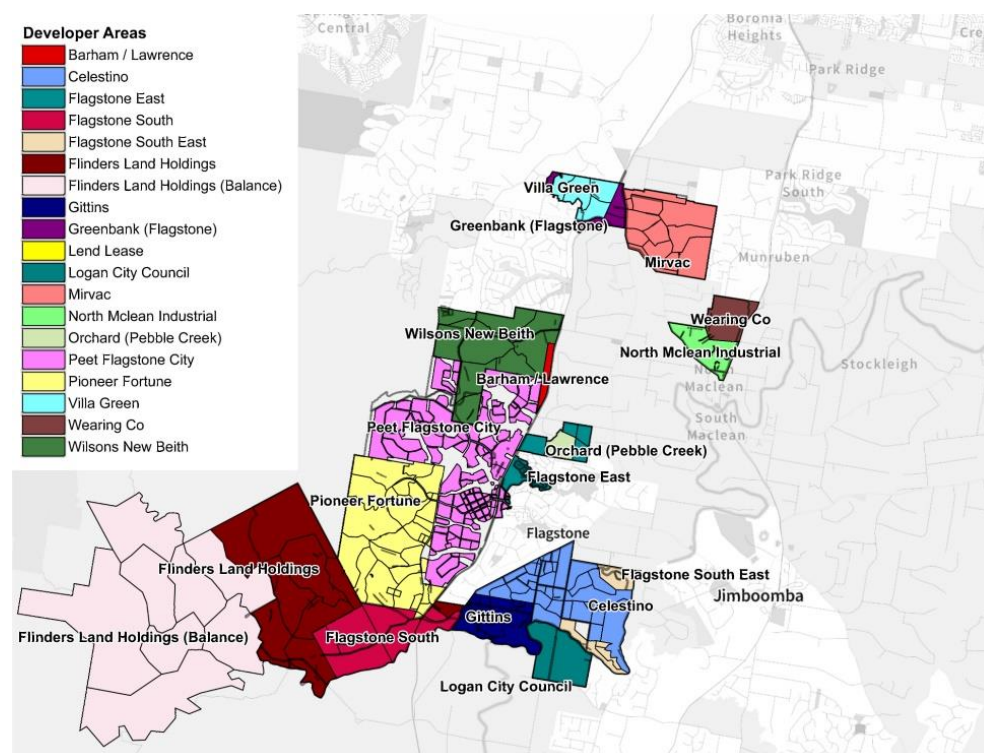 Developer Areas
Barham / Lawrence
Celestino
Flagstone East
Flagstone South
Flagstone South East
Flinders Land Holdings
Flinders Land Holdings (Balance)
Gittins
Greenbank (Flagstone)
Lend Lease
Logan City Council
Mirvac
North Mclean Industrial
Orchard (Pebble Creek)
Peet Flagstone City
Pioneer Fortune
Villa Green
Wearing Co
Wilsons New Beith
Central
Boronia
Heights
Park Ridge
Villa Green
Park Ridge
South
Greenbank (Flagstone)
Mirvac
Munruben
Wearing Co
Wilsons New Beith
North Mclean Industrial
North
Maclean
Stockleigh
Barham / Lawrence
South
Maclean
Peet Flagstone City
Orchard (Pebble Creek)
Flagstone East
Pioneer Fortune
Flagstone
Flinders Land Holdings
Flagstone South East
Jimboomba
Celestino
Gittins
Flinders Land Holdings (Balance)
Flagstone South
Logan City Council